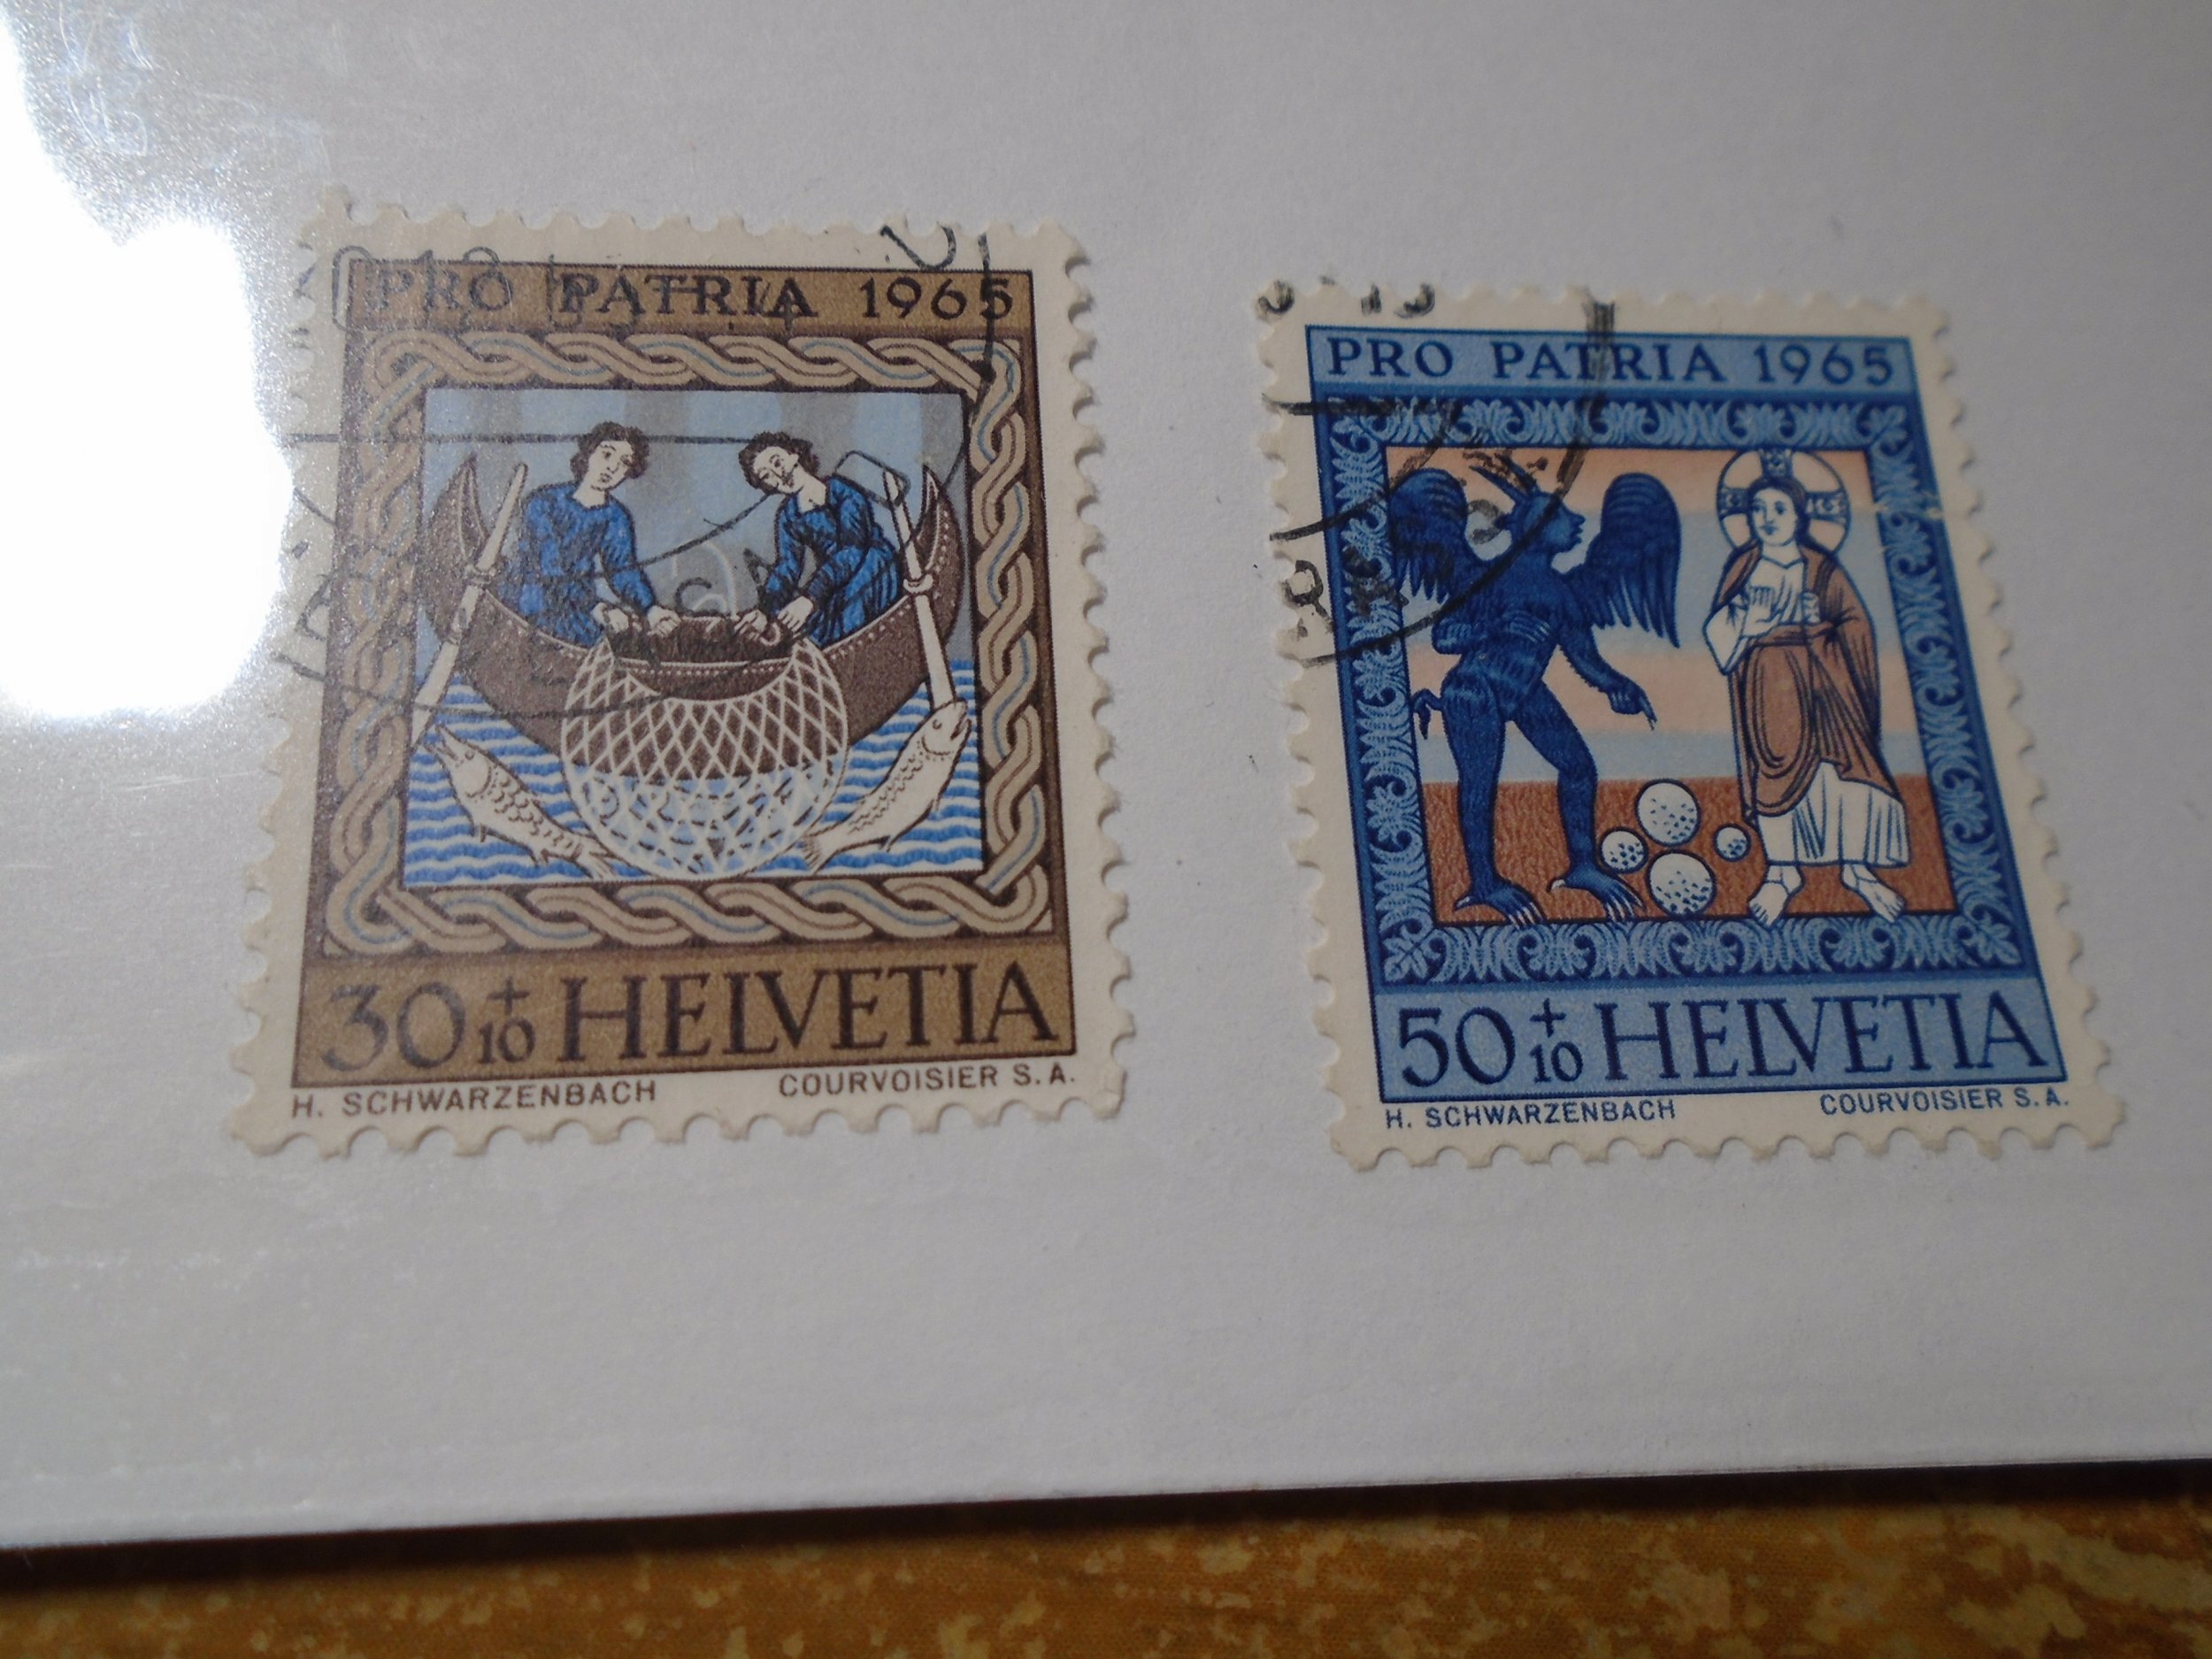 PRO PATRIA 1965
30+10 HELVETIA
H. SCHWARZENBACH COURVOISIER S.A.
PRO PATRIA 1965
50+10 HELVETIA
H. SCHWARZENBACH COURVOISIER S.A.